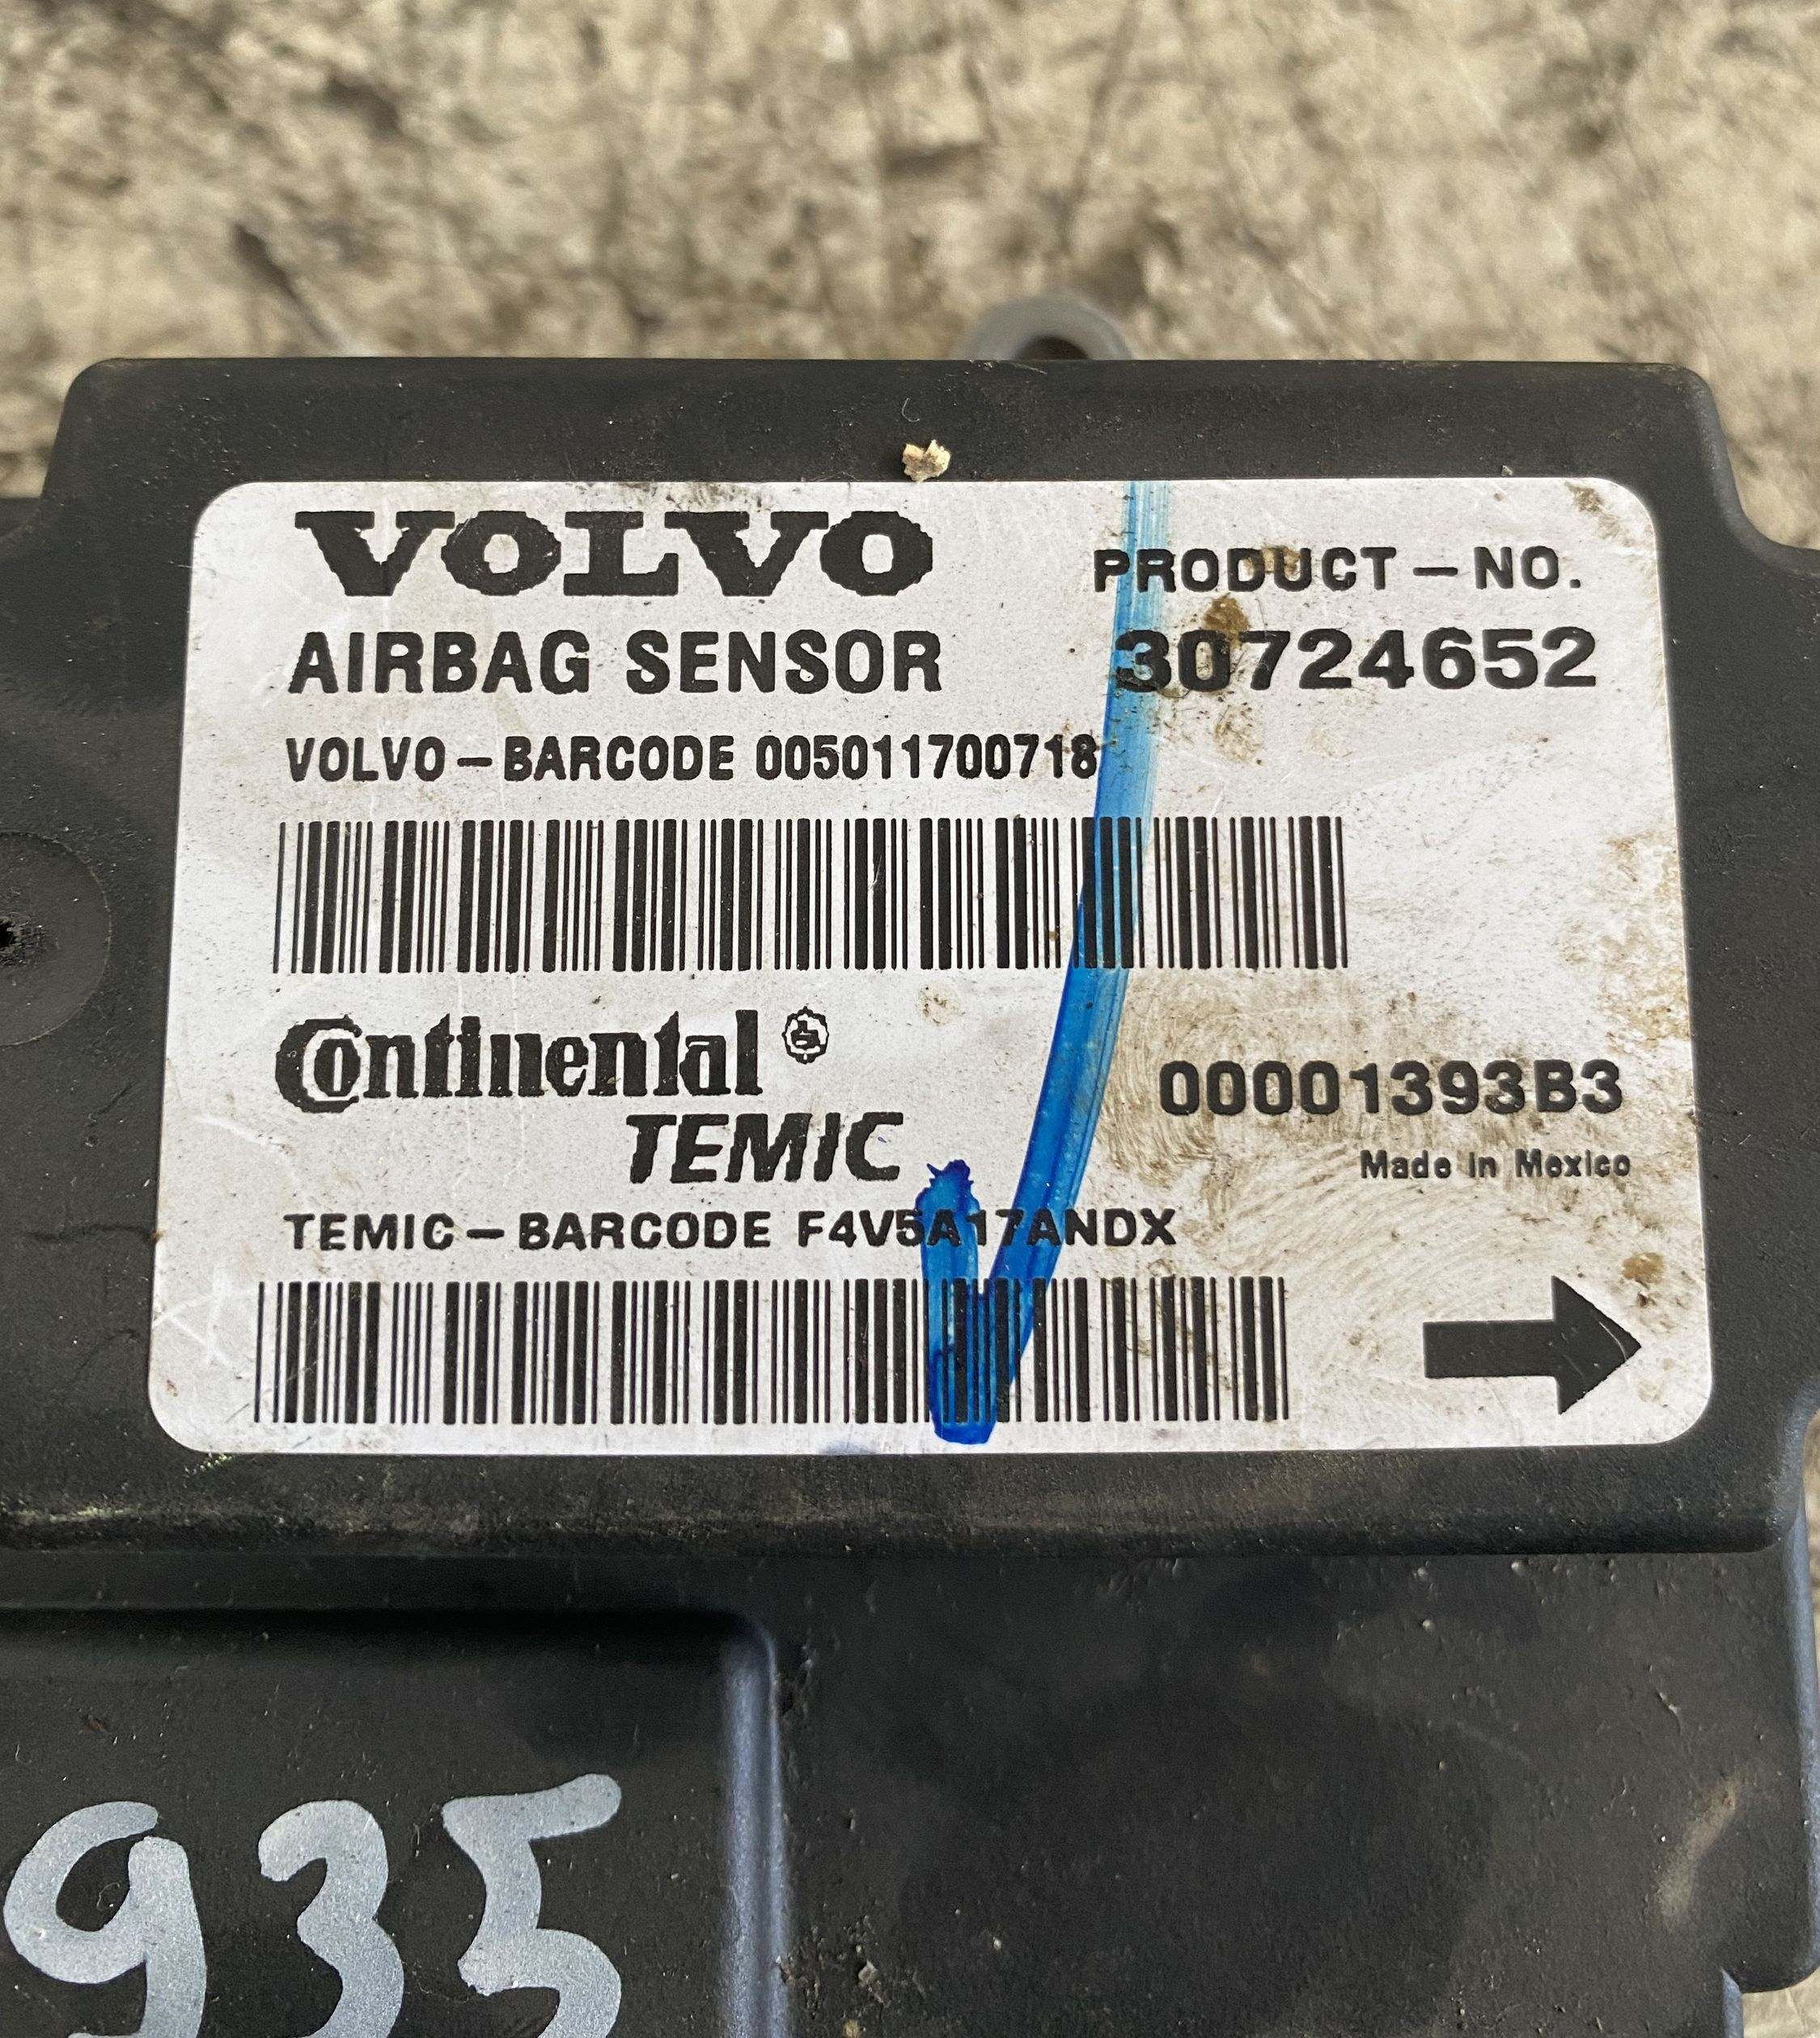 VOLVO
PRODUCT – NO.
AIRBAG SENSOR
30724652
VOLVO – BARCODE 005011700718
Continental
TEMIC
00001393B3
Made in Mexico
TEMIC – BARCODE F4V5A17ANDX
935